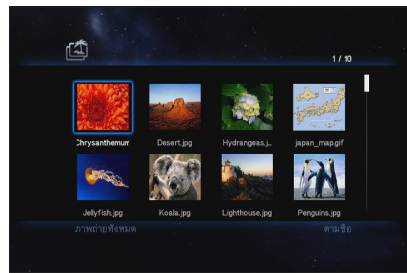 1 / 10
Chrysanthemum
Desert.jpg
Hydrangeas,j...
japan_map.gif
Jellyfish.jpg
Koala.jpg
Lighthouse.jpg
Penguins.jpg
ภาพถ่ายทั้งหมด
ตามชื่อ